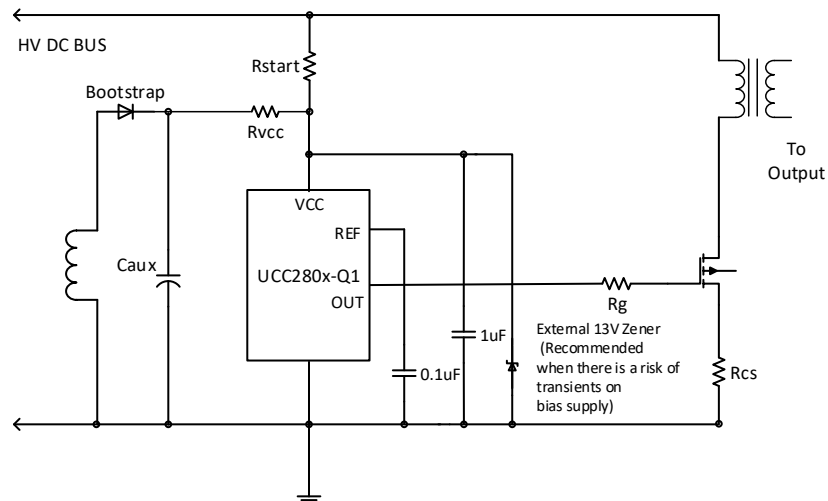 HV DC BUS
Rstart
Bootstrap
Rvcc
To
Output
VCC
REF
Caux
UCC280x-Q1
OUT
Rg
1uF
External 13V Zener
(Recommended
when there is a risk of
transients on
bias supply)
0.1uF
Rcs